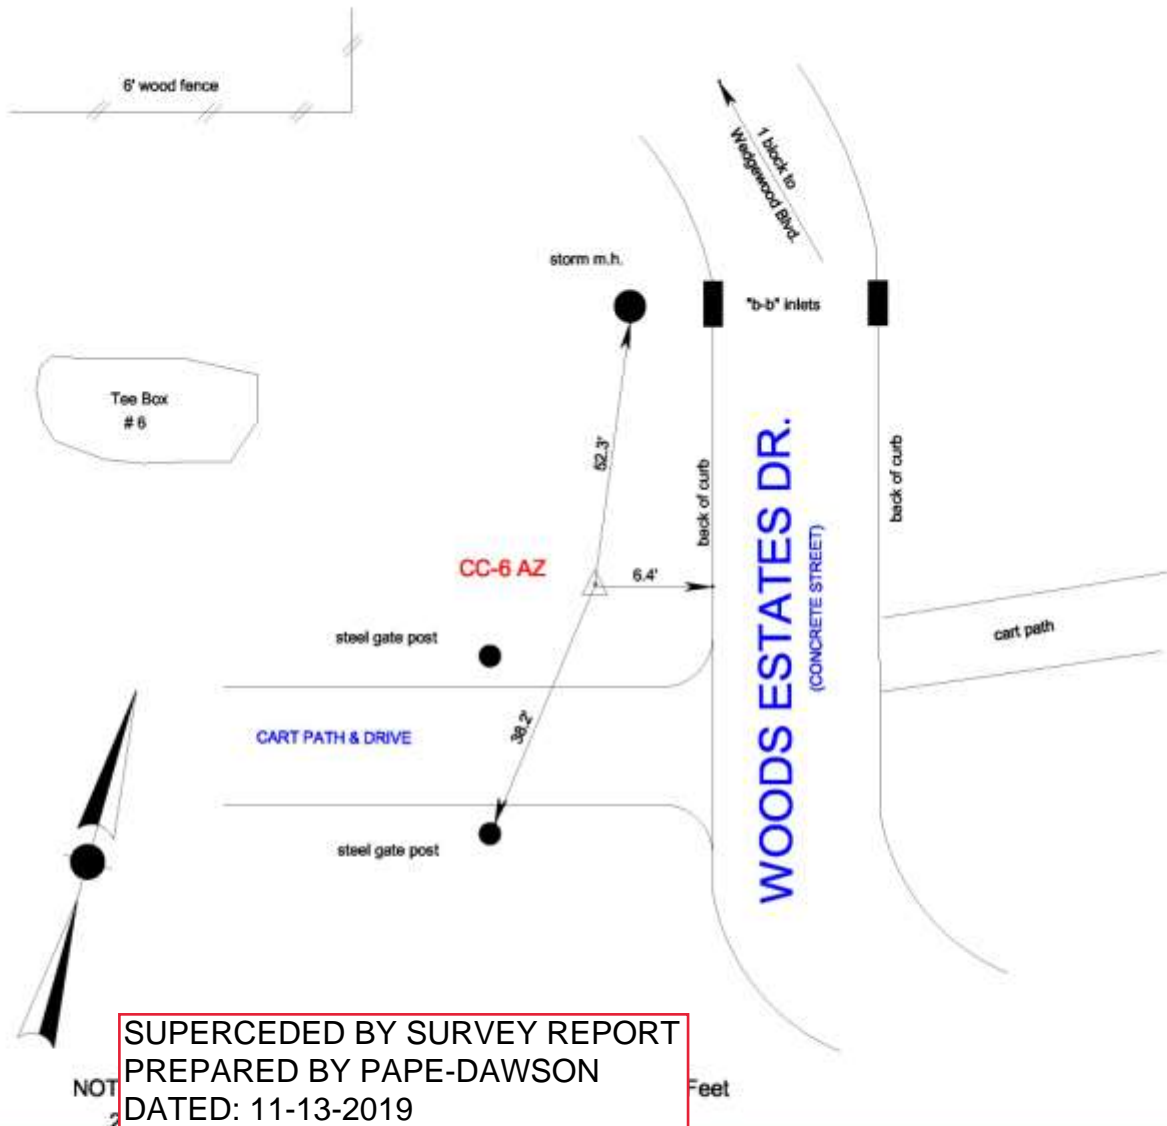 6' wood fence
1 block to
Wedgewood Blvd.
storm m.h.
"b-b" inlets
Tee Box
# 6
52.3'
back of curb
back of curb
WOODS ESTATES DR.
(CONCRETE STREET)
CC-6 AZ
6.4'
steel gate post
cart path
38.2'
CART PATH & DRIVE
steel gate post
SUPERCEDED BY SURVEY REPORT
PREPARED BY PAPE-DAWSON
DATED: 11-13-2019
Feet